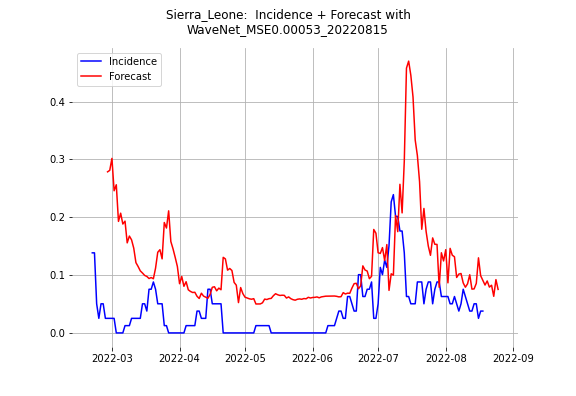 Sierra_Leone:  Incidence + Forecast with
WaveNet_MSE0.00053_20220815
Incidence
Forecast
0.4
0.3
0.2
0.1
0.0
2022-03 2022-04 2022-05 2022-06 2022-07 2022-08 2022-09